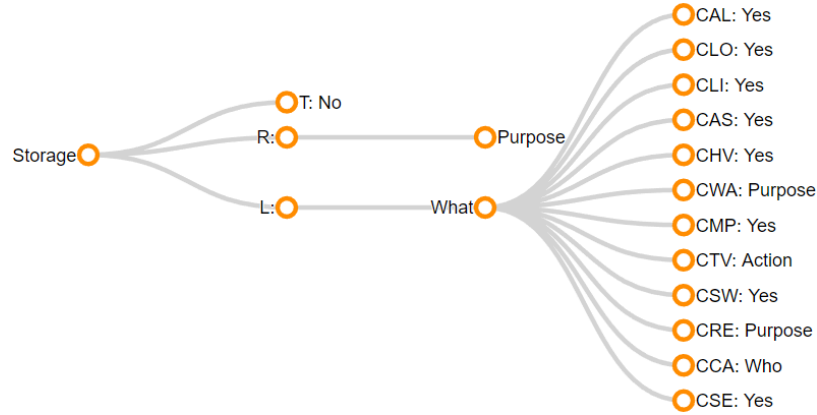 Storage
T: No
R:
Purpose
L:
What
CAL: Yes
CLO: Yes
CLI: Yes
CAS: Yes
CHV: Yes
CWA: Purpose
CMP: Yes
CTV: Action
CSW: Yes
CRE: Purpose
CCA: Who
CSE: Yes